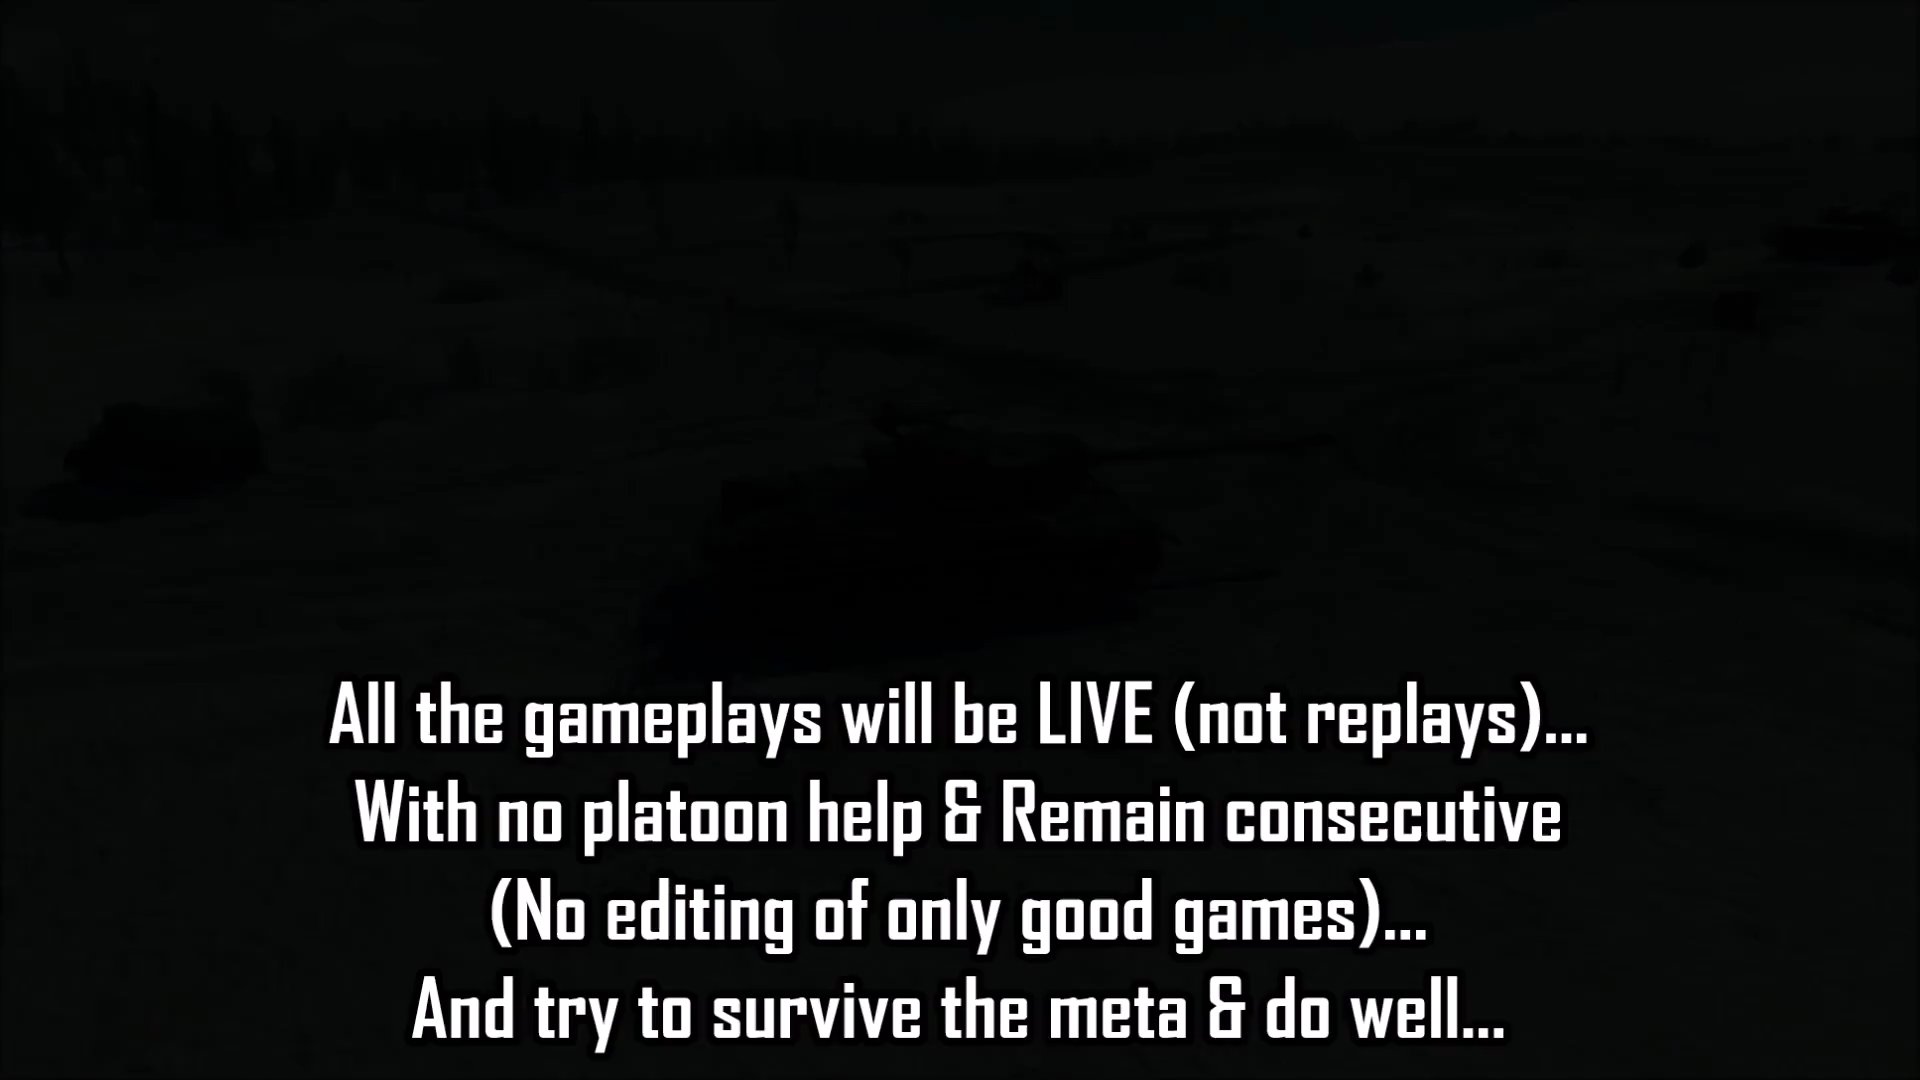 All the gameplays will be LIVE (not replays)...
With no platoon help & Remain consecutive
(No editing of only good games)...
And try to survive the meta & do well...